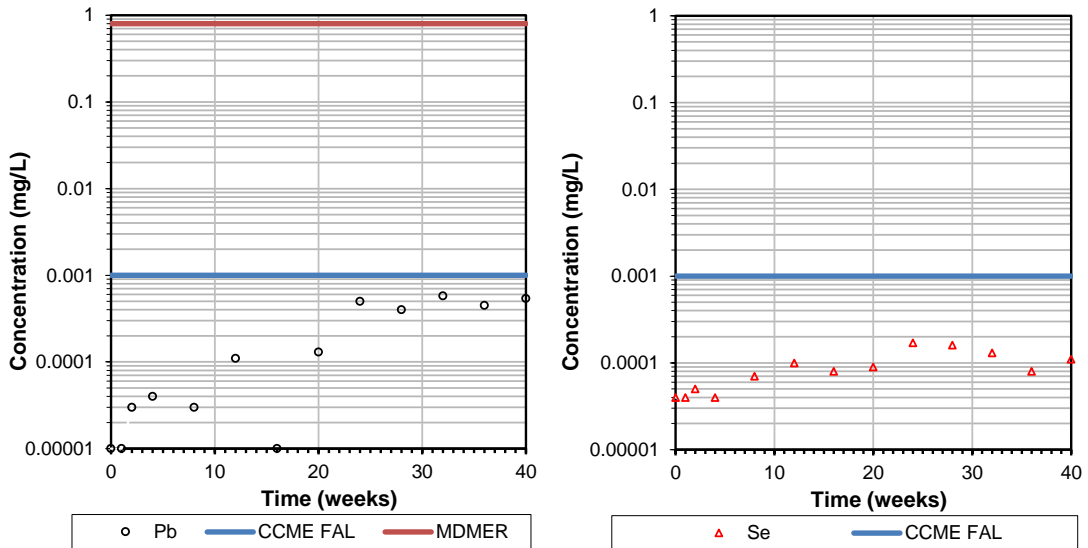 Concentration (mg/L)
1
0.1
0.01
0.001
0.0001
0.00001
0 10 20 30 40
Time (weeks)
Pb CCME FAL MDMER
Concentration (mg/L)
1
0.1
0.01
0.001
0.0001
0.00001
0 10 20 30 40
Time (weeks)
Se CCME FAL